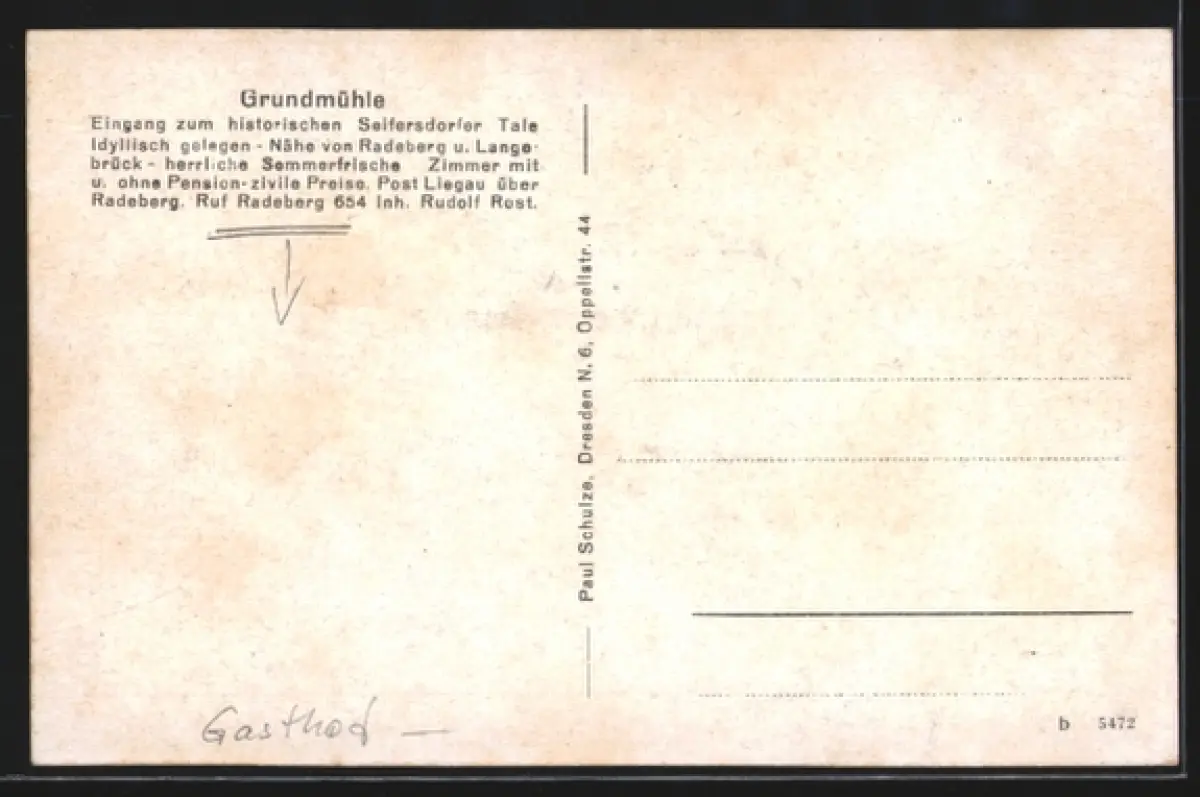 Grundmühle
Eingang zum historischen Seifersdorfer Tale
Idyllisch gelegen - Nähe von Radeberg u. Lange-
brück - herrliche Sommerfrische Zimmer mit
u. ohne Pension - zivile Preise. Post Liegau über
Radeberg. Ruf Radeberg 654 Inh. Rudolf Rost.
Paul Schulze, Dresden N. 6, Oppellstr. 44
Gasthof —
b 5472